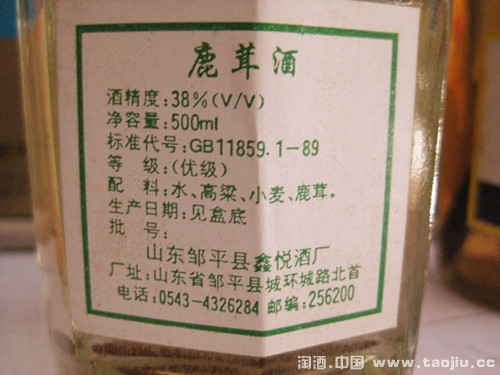 鹿茸酒
酒精度:38%(V/V)
净容量:500ml
标准代号:GB11859.1-89
等 级:(优级)
配 料:水、高粱、小麦、鹿茸。
生产日期:见盒底
批 号:
山东邹平县鑫悦酒厂
厂址:山东省邹平县城环城路北首
电话:0543-4326284 邮编:256200
淘酒.中国 www.taojiu.cc